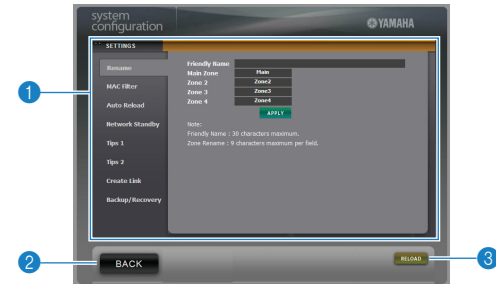 system
configuration
YAMAHA
SETTINGS
Rename
MAC Filter
Auto Reload
Network Standby
Tips 1
Tips 2
Create Link
Backup/Recovery
Friendly Name
Main Zone Main
Zone 2 Zone2
Zone 3 Zone3
Zone 4 Zone4
APPLY
Note:
Friendly Name : 30 characters maximum.
Zone Rename : 9 characters maximum per field.
1
2
BACK
RELOAD
3